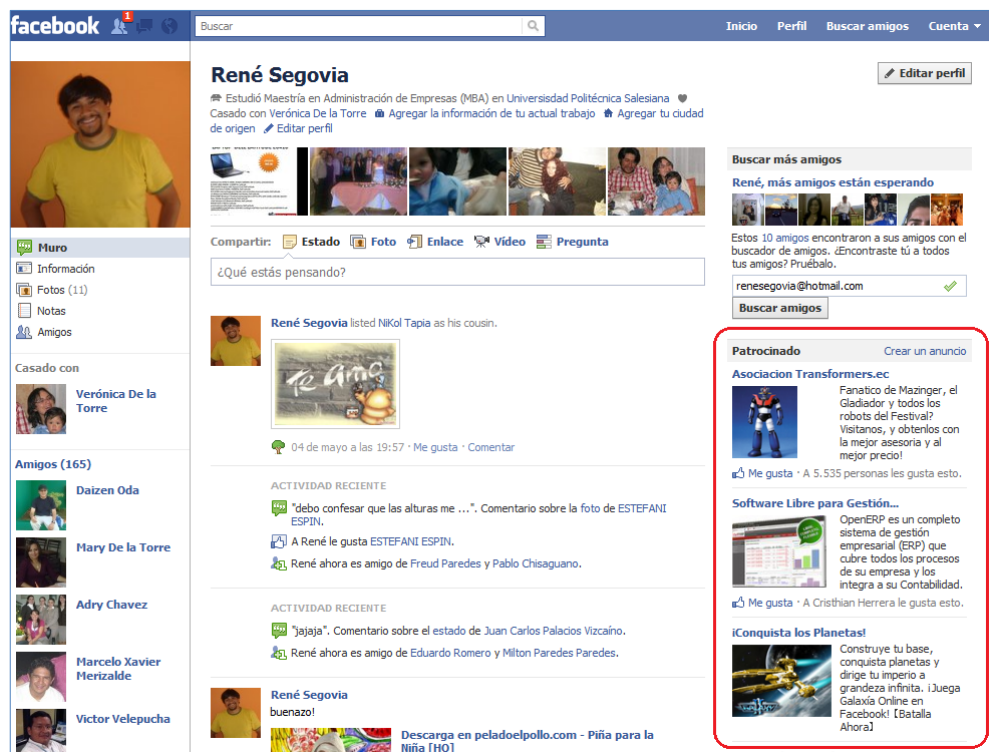 facebook
1
Buscar
Inicio Perfil Buscar amigos Cuenta
René Segovia
Editar perfil
Estudió Maestría en Administración de Empresas (MBA) en Universisdad Politécnica Salesiana
Casado con Verónica De la Torre Agregar la información de tu actual trabajo Agregar tu ciudad
de origen Editar perfil
Compartir: Estado Foto Enlace Vídeo Pregunta
¿Qué estás pensando?
Muro
Información
Fotos (11)
Notas
Amigos
Casado con
Verónica De la
Torre
Amigos (165)
Daizen Oda
Mary De la Torre
Adry Chavez
Marcelo Xavier
Merizalde
Victor Velepucha
René Segovia listed NiKol Tapia as his cousin.
Te amo
04 de mayo a las 19:57 · Me gusta · Comentar
ACTIVIDAD RECIENTE
"debo confesar que las alturas me ...". Comentario sobre la foto de ESTEFANI
ESPIN.
A René le gusta ESTEFANI ESPIN.
René ahora es amigo de Freud Paredes y Pablo Chisaguano.
ACTIVIDAD RECIENTE
"jajaja". Comentario sobre el estado de Juan Carlos Palacios Vizcaíno.
René ahora es amigo de Eduardo Romero y Milton Paredes Paredes.
René Segovia
buenazo!
Descarga en peladoelpollo.com - Piña para la
Niña [HQ]
Buscar más amigos
René, más amigos están esperando
Estos 10 amigos encontraron a sus amigos con el
buscador de amigos. ¿Encontraste tú a todos
tus amigos? Pruébalo.
renesegovia@hotmail.com
Buscar amigos
Patrocinado Crear un anuncio
Asociacion Transformers.ec
Fanatico de Mazinger, el
Gladiador y todos los
robots del Festival?
Visitanos, y obtenlos con
la mejor asesoria y al
mejor precio!
Me gusta · A 5.535 personas les gusta esto.
Software Libre para Gestión...
OpenERP es un completo
sistema de gestión
empresarial (ERP) que
cubre todos los procesos
de su empresa y los
integra a su Contabilidad.
Me gusta · A Cristhian Herrera le gusta esto.
¡Conquista los Planetas!
Construye tu base,
conquista planetas y
dirige tu imperio a
grandeza infinita. ¡Juega
Galaxía Online en
Facebook! 【Batalla
Ahora】